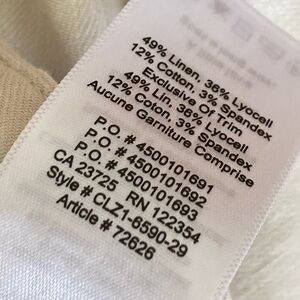 49% Linen, 36% Lyocell
12% Cotton, 3% Spandex
Exclusive Of Trim
49% Lin, 36% Lyocell
12% Coton, 3% Spandex
Aucune Garniture Comprise
P.O. # 4500101691
P.O. # 4500101692
P.O. # 4500101693
CA 23725 RN 122354
Style # CLZ1-6590-29
Article # 72626